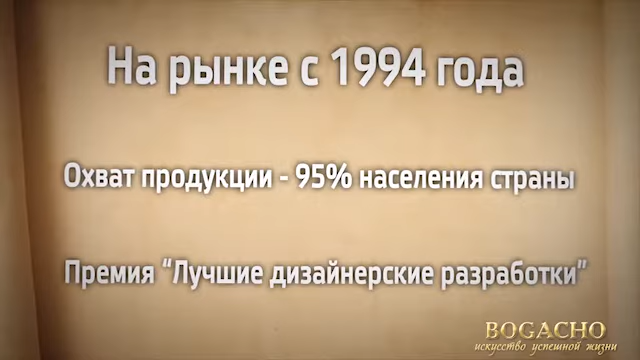 На рынке с 1994 года
Охват продукции - 95% населения страны
Премия “Лучшие дизайнерские разработки”
BOGACHO
искусство успешной жизни